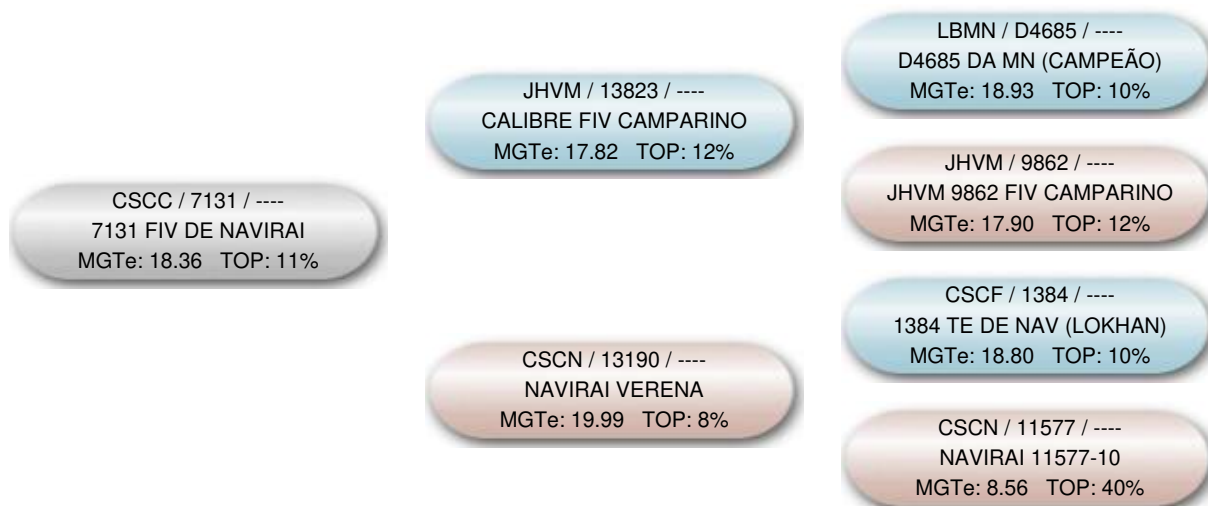 CSCC / 7131 / ----
7131 FIV DE NAVIRAI
MGTe: 18.36 TOP: 11%
JHVM / 13823 / ----
CALIBRE FIV CAMPARINO
MGTe: 17.82 TOP: 12%
CSCN / 13190 / ----
NAVIRAI VERENA
MGTe: 19.99 TOP: 8%
LBMN / D4685 / ----
D4685 DA MN (CAMPEÃO)
MGTe: 18.93 TOP: 10%
JHVM / 9862 / ----
JHVM 9862 FIV CAMPARINO
MGTe: 17.90 TOP: 12%
CSCF / 1384 / ----
1384 TE DE NAV (LOKHAN)
MGTe: 18.80 TOP: 10%
CSCN / 11577 / ----
NAVIRAI 11577-10
MGTe: 8.56 TOP: 40%